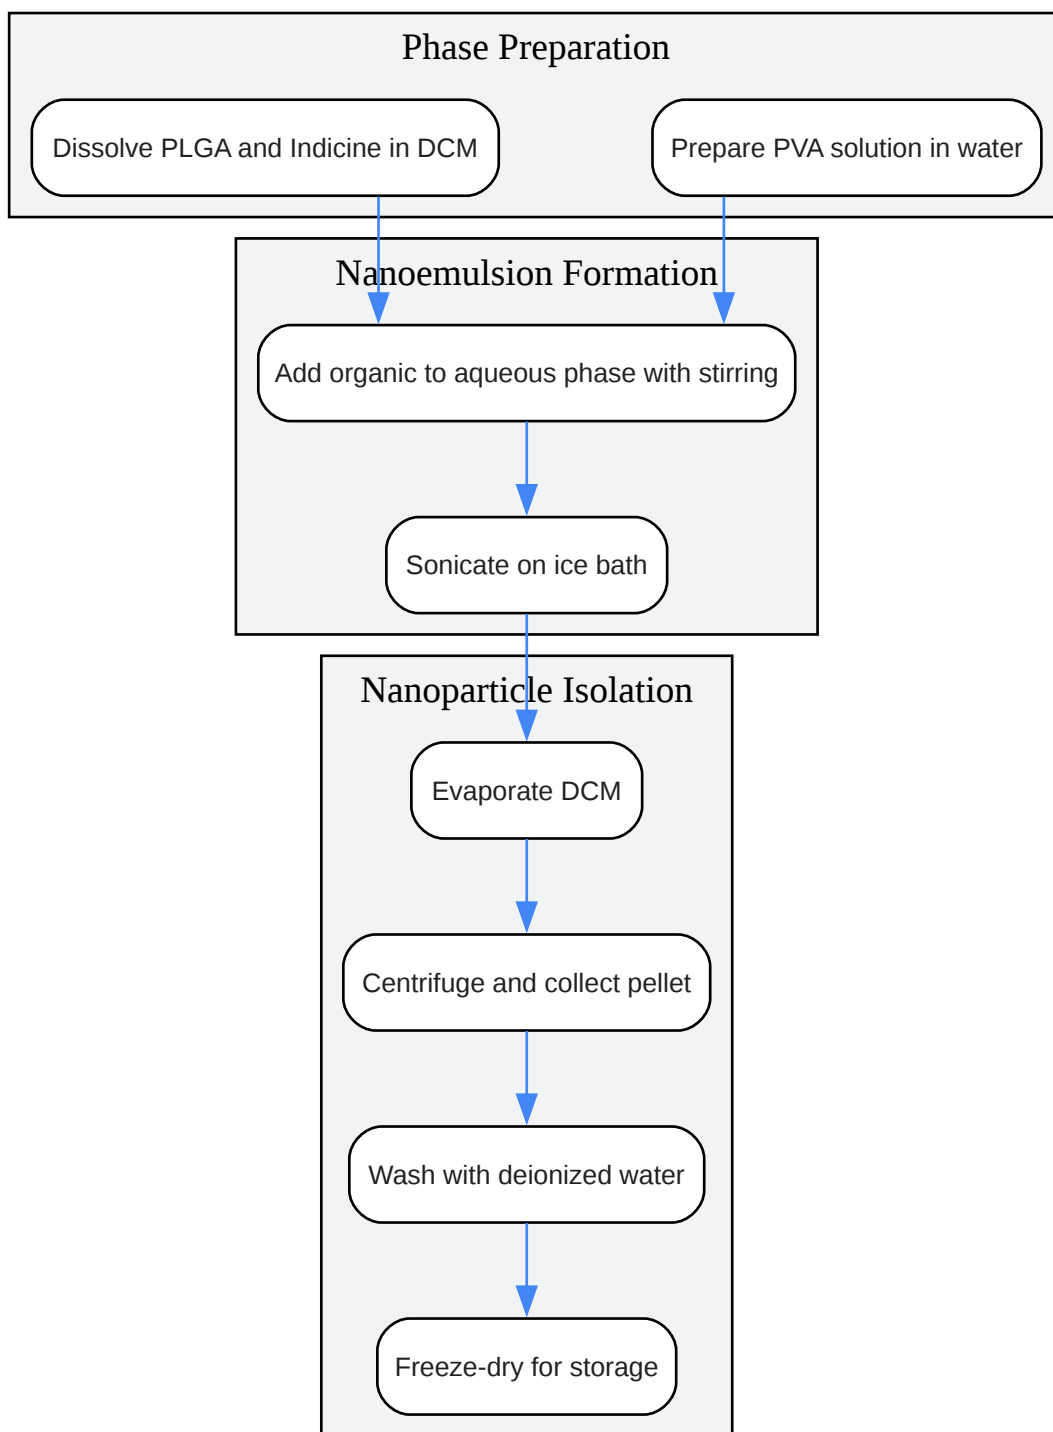 Phase Preparation
Dissolve PLGA and Indicine in DCM
Prepare PVA solution in water
Nanoemulsion Formation
Add organic to aqueous phase with stirring
Sonicate on ice bath
Nanoparticle Isolation
Evaporate DCM
Centrifuge and collect pellet
Wash with deionized water
Freeze-dry for storage